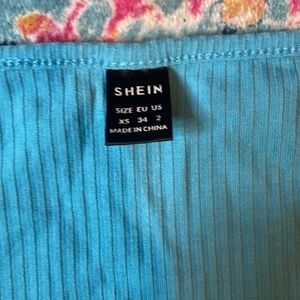 SHEIN
SIZE EU US
XS 34 2
MADE IN CHINA